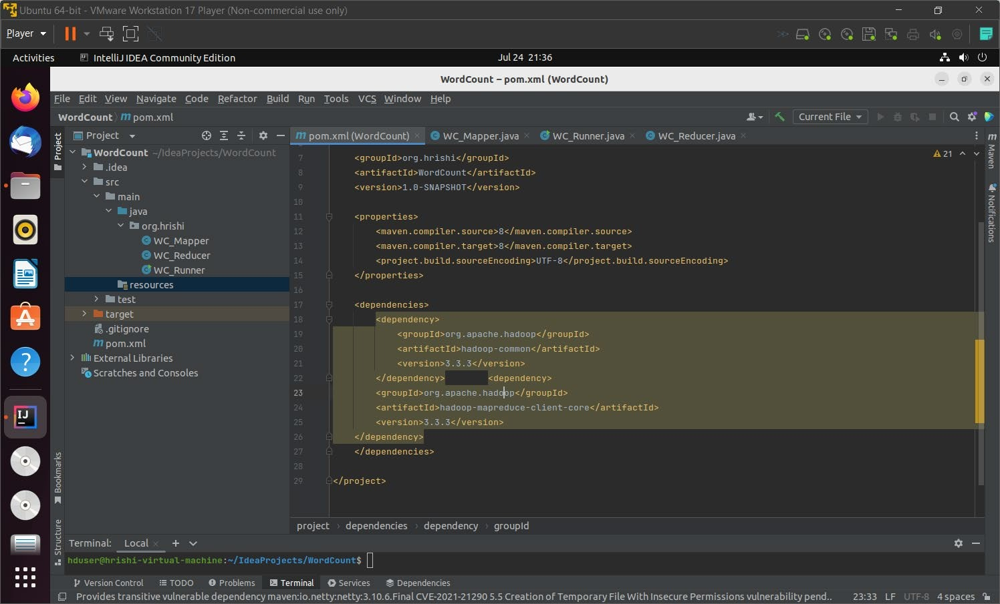 Ubuntu 64-bit - VMware Workstation 17 Player (Non-commercial use only)
Player
Activities
IntelliJ IDEA Community Edition
Jul 24 21:36
WordCount – pom.xml (WordCount)
File Edit View Navigate Code Refactor Build Run Tools VCS Window Help
WordCount pom.xml
Current File
Project
Project
pom.xml (WordCount)
WC_Mapper.java
WC_Runner.java
WC_Reducer.java
WordCount ~/IdeaProjects/WordCount
.idea
src
main
java
org.hrishi
WC_Mapper
WC_Reducer
WC_Runner
resources
test
target
.gitignore
pom.xml
External Libraries
Scratches and Consoles
21
7 <groupId>org.hrishi</groupId>
8 <artifactId>WordCount</artifactId>
9 <version>1.0-SNAPSHOT</version>
10
11 <properties>
12 <maven.compiler.source>8</maven.compiler.source>
13 <maven.compiler.target>8</maven.compiler.target>
14 <project.build.sourceEncoding>UTF-8</project.build.sourceEncoding>
15 </properties>
16
17 <dependencies>
18 <dependency>
19 <groupId>org.apache.hadoop</groupId>
20 <artifactId>hadoop-common</artifactId>
21 <version>3.3.3</version>
22 </dependency> <dependency>
23 <groupId>org.apache.hadoop</groupId>
24 <artifactId>hadoop-mapreduce-client-core</artifactId>
25 <version>3.3.3</version>
26 </dependency>
27 </dependencies>
28
29 </project>
Maven
Notifications
Bookmarks
Structure
project › dependencies › dependency › groupId
Terminal: Local
hduser@hrishi-virtual-machine:~/IdeaProjects/WordCount$
Version Control TODO Problems Terminal Services Dependencies
Provides transitive vulnerable dependency maven:io.netty:netty:3.10.6.Final CVE-2021-21290 5.5 Creation of Temporary File With Insecure Permissions vulnerability pend..
23:33 LF UTF-8 4 spaces